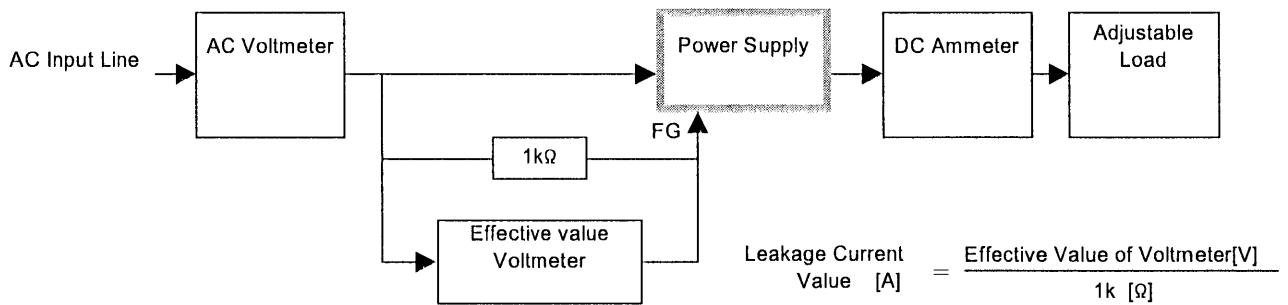 AC Input Line
AC Voltmeter
Power Supply
DC Ammeter
Adjustable
Load
FG
1kΩ
Effective value
Voltmeter
Leakage Current
Value [A]
= Effective Value of Voltmeter[V]
1k [Ω]